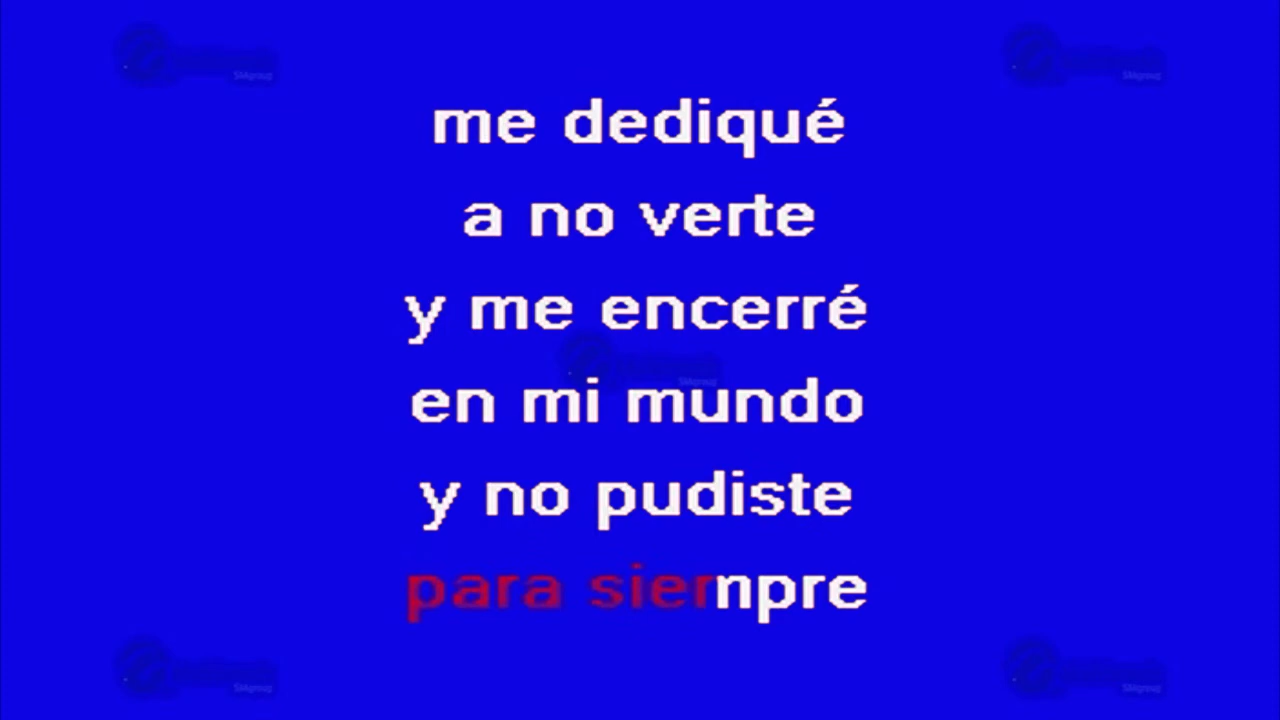 me dediqué
a no verte
y me encerré
en mi mundo
y no pudiste
para siempre